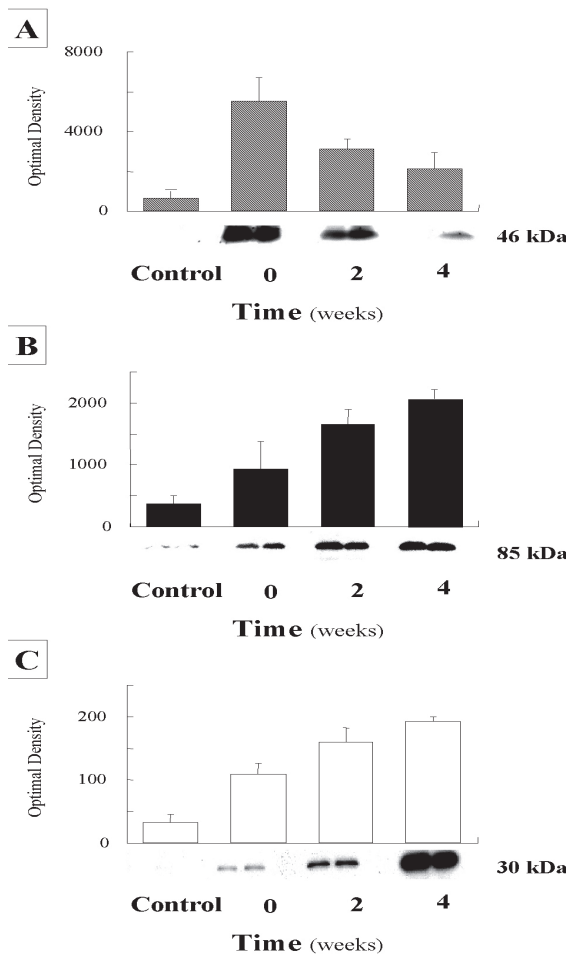 A
Optimal Density
8000
4000
0
46 kDa
Control 0 2 4
Time (weeks)
B
Optimal Density
2000
1000
0
85 kDa
Control 0 2 4
Time (weeks)
C
Optimal Density
200
100
0
30 kDa
Control 0 2 4
Time (weeks)